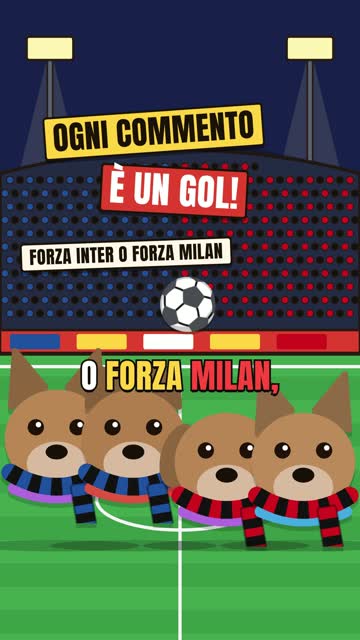 OGNI COMMENTO
È UN GOL!
FORZA INTER O FORZA MILAN
O FORZA MILAN,